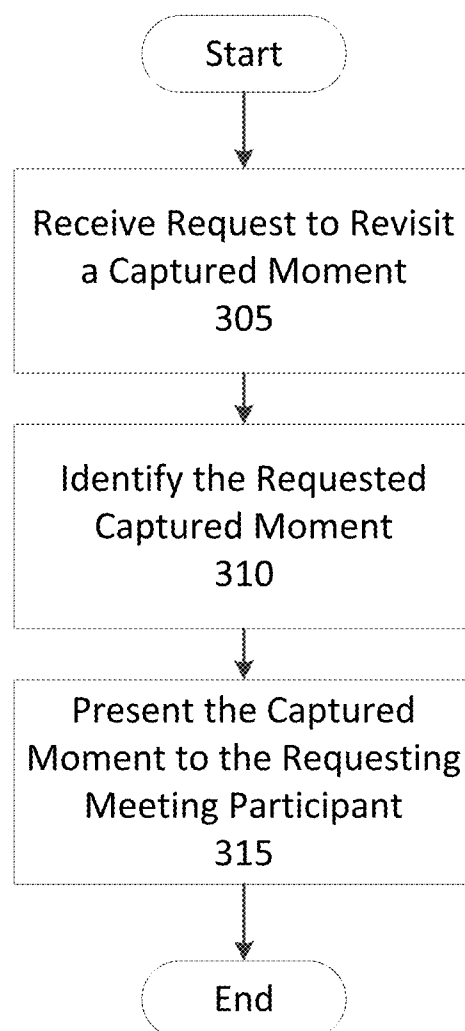 Start
Receive Request to Revisit
a Captured Moment
305
Identify the Requested
Captured Moment
310
Present the Captured
Moment to the Requesting
Meeting Participant
315
End